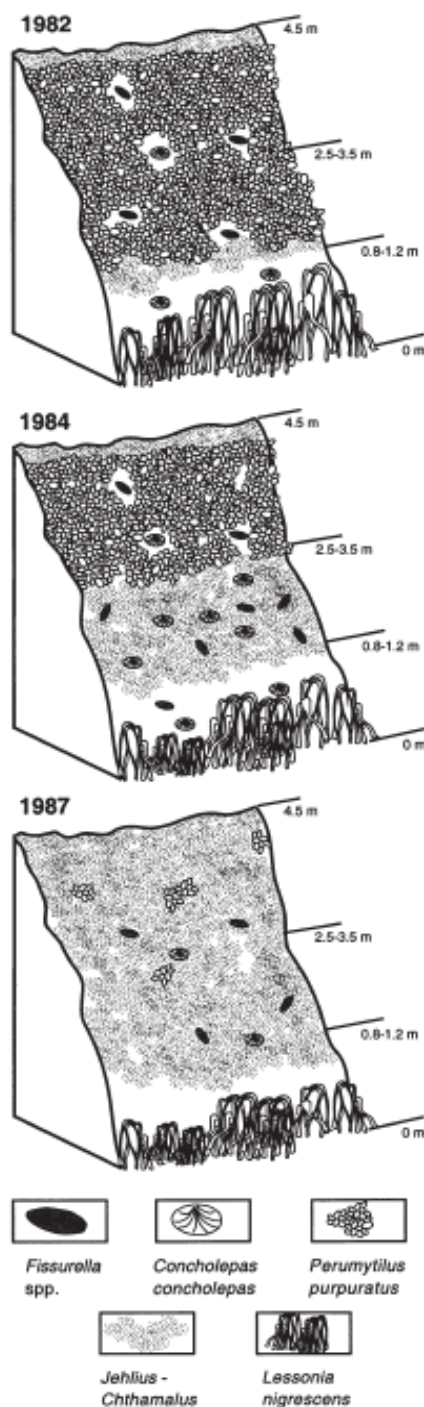 1982
4.5 m
2.5-3.5 m
0.8-1.2 m
0 m
1984
4.5 m
2.5-3.5 m
0.8-1.2 m
0 m
1987
4.5 m
2.5-3.5 m
0.8-1.2 m
0 m
Fissurella
spp.
Concholepas
concholepas
Perumytilus
purpuratus
Jehlius -
Chthamalus
Lessonia
nigrescens